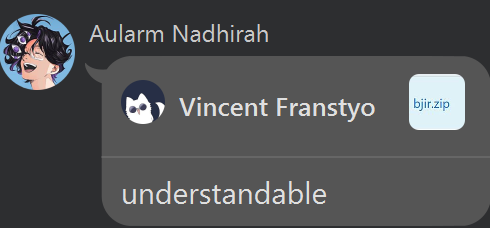 Aularm Nadhirah
Vincent Franstyo
bjir.zip
understandable